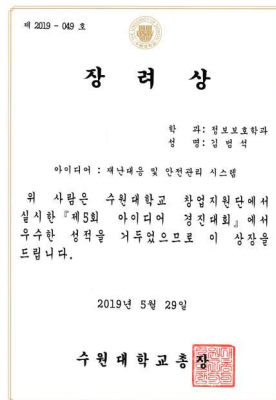 제 2019 - 049 호
장 려 상
학 과: 정보보호학과
성 명: 김범석
아이디어 : 재난대응 및 안전관리 시스템
위 사람은 수원대학교 창업지원단에서
실시한『제5회 아이디어 경진대회』에서
우수한 성적을 거두었으므로 이 상장을
드립니다.
2019년 5월 29일
수원대학교총장